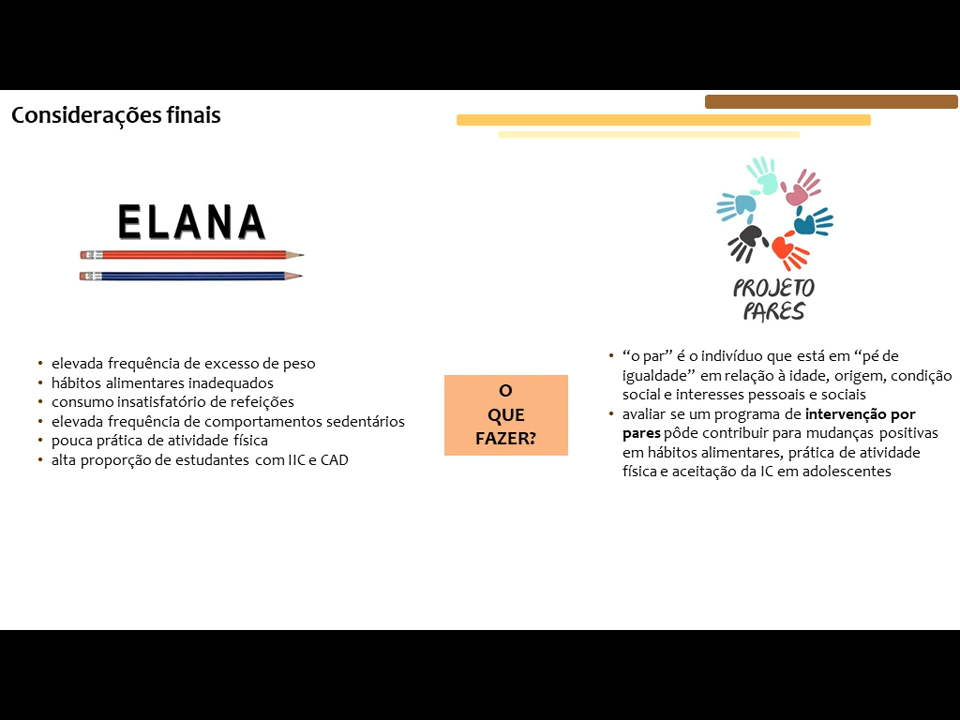 Considerações finais
ELANA
PROJETO
PARES
• elevada frequência de excesso de peso
• hábitos alimentares inadequados
• consumo insatisfatório de refeições
• elevada frequência de comportamentos sedentários
• pouca prática de atividade física
• alta proporção de estudantes com IIC e CAD
O
QUE
FAZER?
• “o par” é o indivíduo que está em “pé de
igualdade” em relação à idade, origem, condição
social e interesses pessoais e sociais
• avaliar se um programa de intervenção por
pares pôde contribuir para mudanças positivas
em hábitos alimentares, prática de atividade
física e aceitação da IC em adolescentes